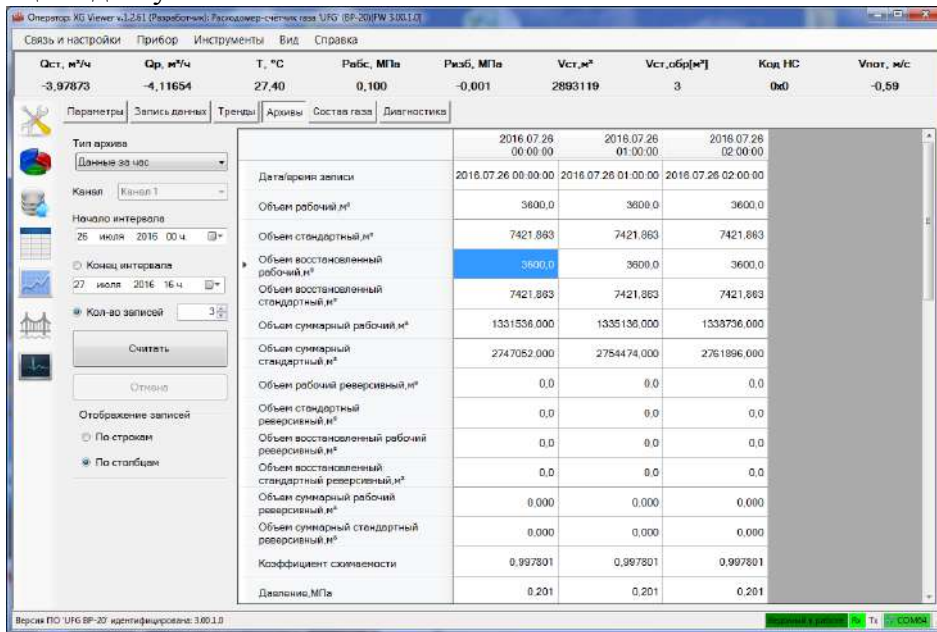 Оператор: XG Viewer v.1.2.61 (Разработчик): Расходомер-счетчик газа 'UFG' (ВР-20)[FW 3.00.1.0]
Связь и настройки Прибор Инструменты Вид Справка
Qст, м³/ч Qр, м³/ч T, °C Pабс, МПа Pизб, МПа Vст,м³ Vст,обр[м³] Код НС Vпот, м/с
-3,97873 -4,11654 27,40 0,100 -0,001 2893119 3 0x0 -0,59
Параметры Запись данных Тренды Архивы Состав газа Диагностика
Тип архива
Данные за час
Канал Канал 1
Начало интервала
26 июля 2016 00 ч.
Конец интервала
27 июля 2016 16 ч
Кол-во записей 3
Считать
Отмена
Отображение записей
По строкам
По столбцам
2016.07.26 00:00:00 2016.07.26 01:00:00 2016.07.26 02:00:00
Дата/время записи 2016.07.26 00:00:00 2016.07.26 01:00:00 2016.07.26 02:00:00
Объем рабочий,м³ 3600,0 3600,0 3600,0
Объем стандартный,м³ 7421,863 7421,863 7421,863
Объем восстановленный
рабочий,м³ 3600,0 3600,0 3600,0
Объем восстановленный
стандартный,м³ 7421,863 7421,863 7421,863
Объем суммарный рабочий,м³ 1331536,000 1335136,000 1338736,000
Объем суммарный
стандартный,м³ 2747052,000 2754474,000 2761896,000
Объем рабочий реверсивный,м³ 0,0 0,0 0,0
Объем стандартный
реверсивный,м³ 0,0 0,0 0,0
Объем восстановленный рабочий
реверсивный,м³ 0,0 0,0 0,0
Объем восстановленный
стандартный реверсивный,м³ 0,0 0,0 0,0
Объем суммарный рабочий
реверсивный,м³ 0,000 0,000 0,000
Объем суммарный стандартный
реверсивный,м³ 0,000 0,000 0,000
Коэффициент сжимаемости 0,997801 0,997801 0,997801
Давление,МПа 0,201 0,201 0,201
Версия ПО 'UFG ВР-20' идентифицирована: 3.00.1.0 Rx Tx COM64